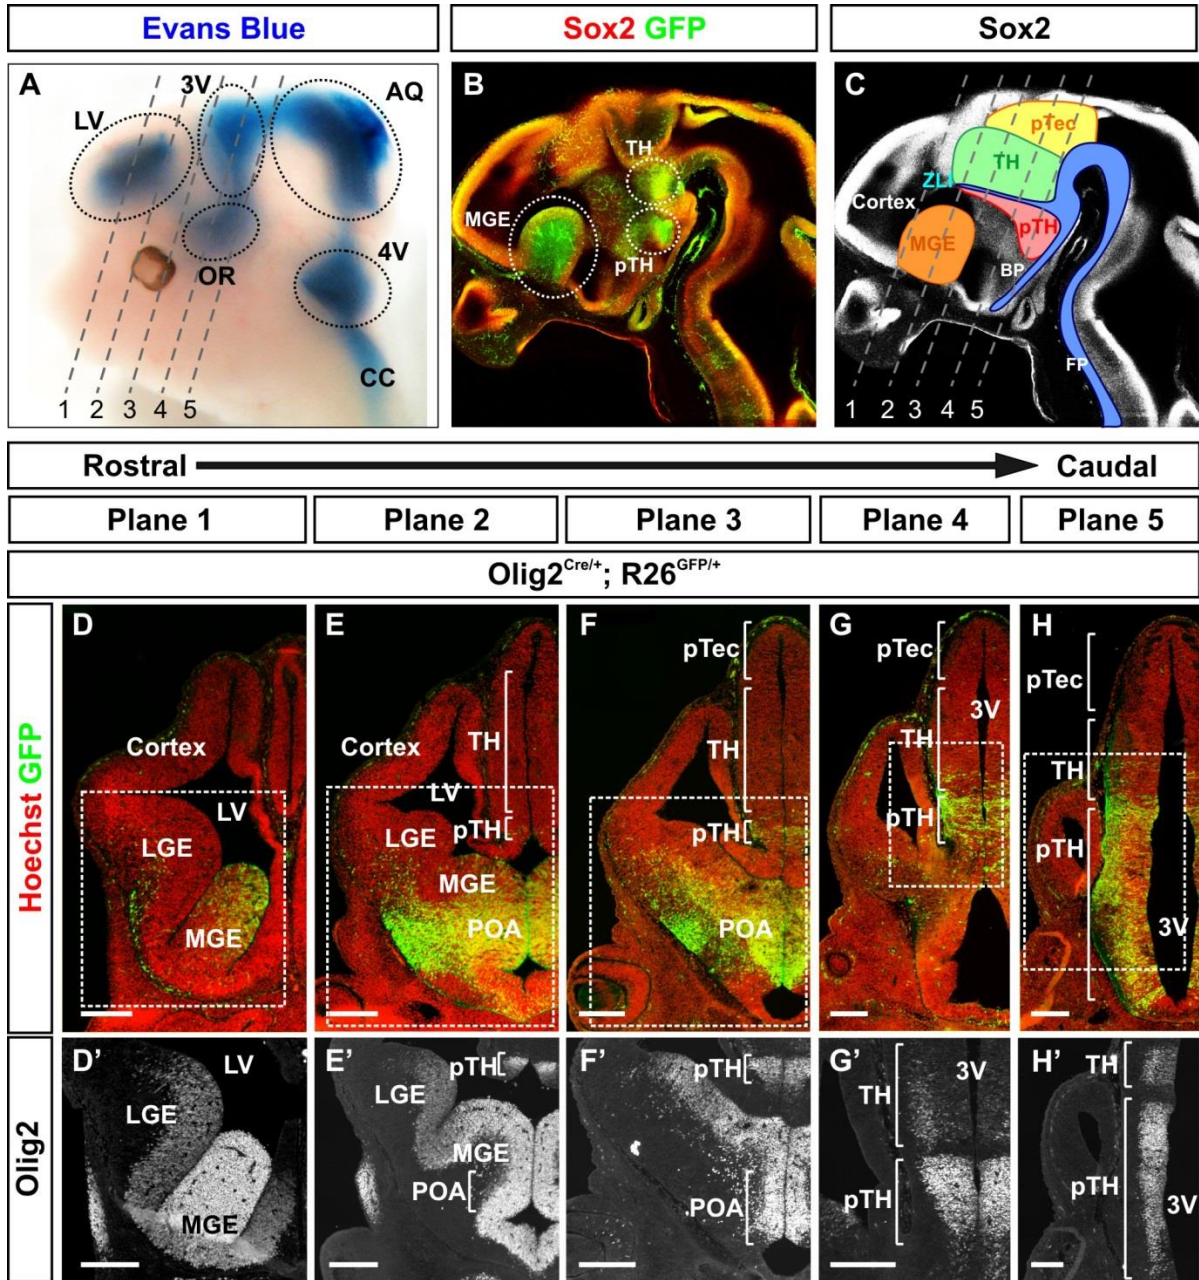 Evans Blue
Sox2 GFP
Sox2
A
3V
AQ
LV
OR
4V
CC
1 2 3 4 5
B
TH
MGE
pTH
C
pTec
TH
ZLI
Cortex
pTH
MGE
BP
FP
1 2 3 4 5
Rostral
Caudal
Plane 1
Plane 2
Plane 3
Plane 4
Plane 5
Olig2Cre/+; R26GFP/+
Hoechst GFP
D
Cortex
LV
LGE
MGE
E
TH
Cortex
LV
pTH
LGE
MGE
POA
F
pTec
TH
pTH
POA
G
pTec
3V
TH
pTH
H
pTec
TH
pTH
3V
Olig2
D'
LV
LGE
MGE
E'
pTH
LGE
MGE
POA
F'
pTH
POA
G'
3V
TH
pTH
H'
TH
pTH
3V